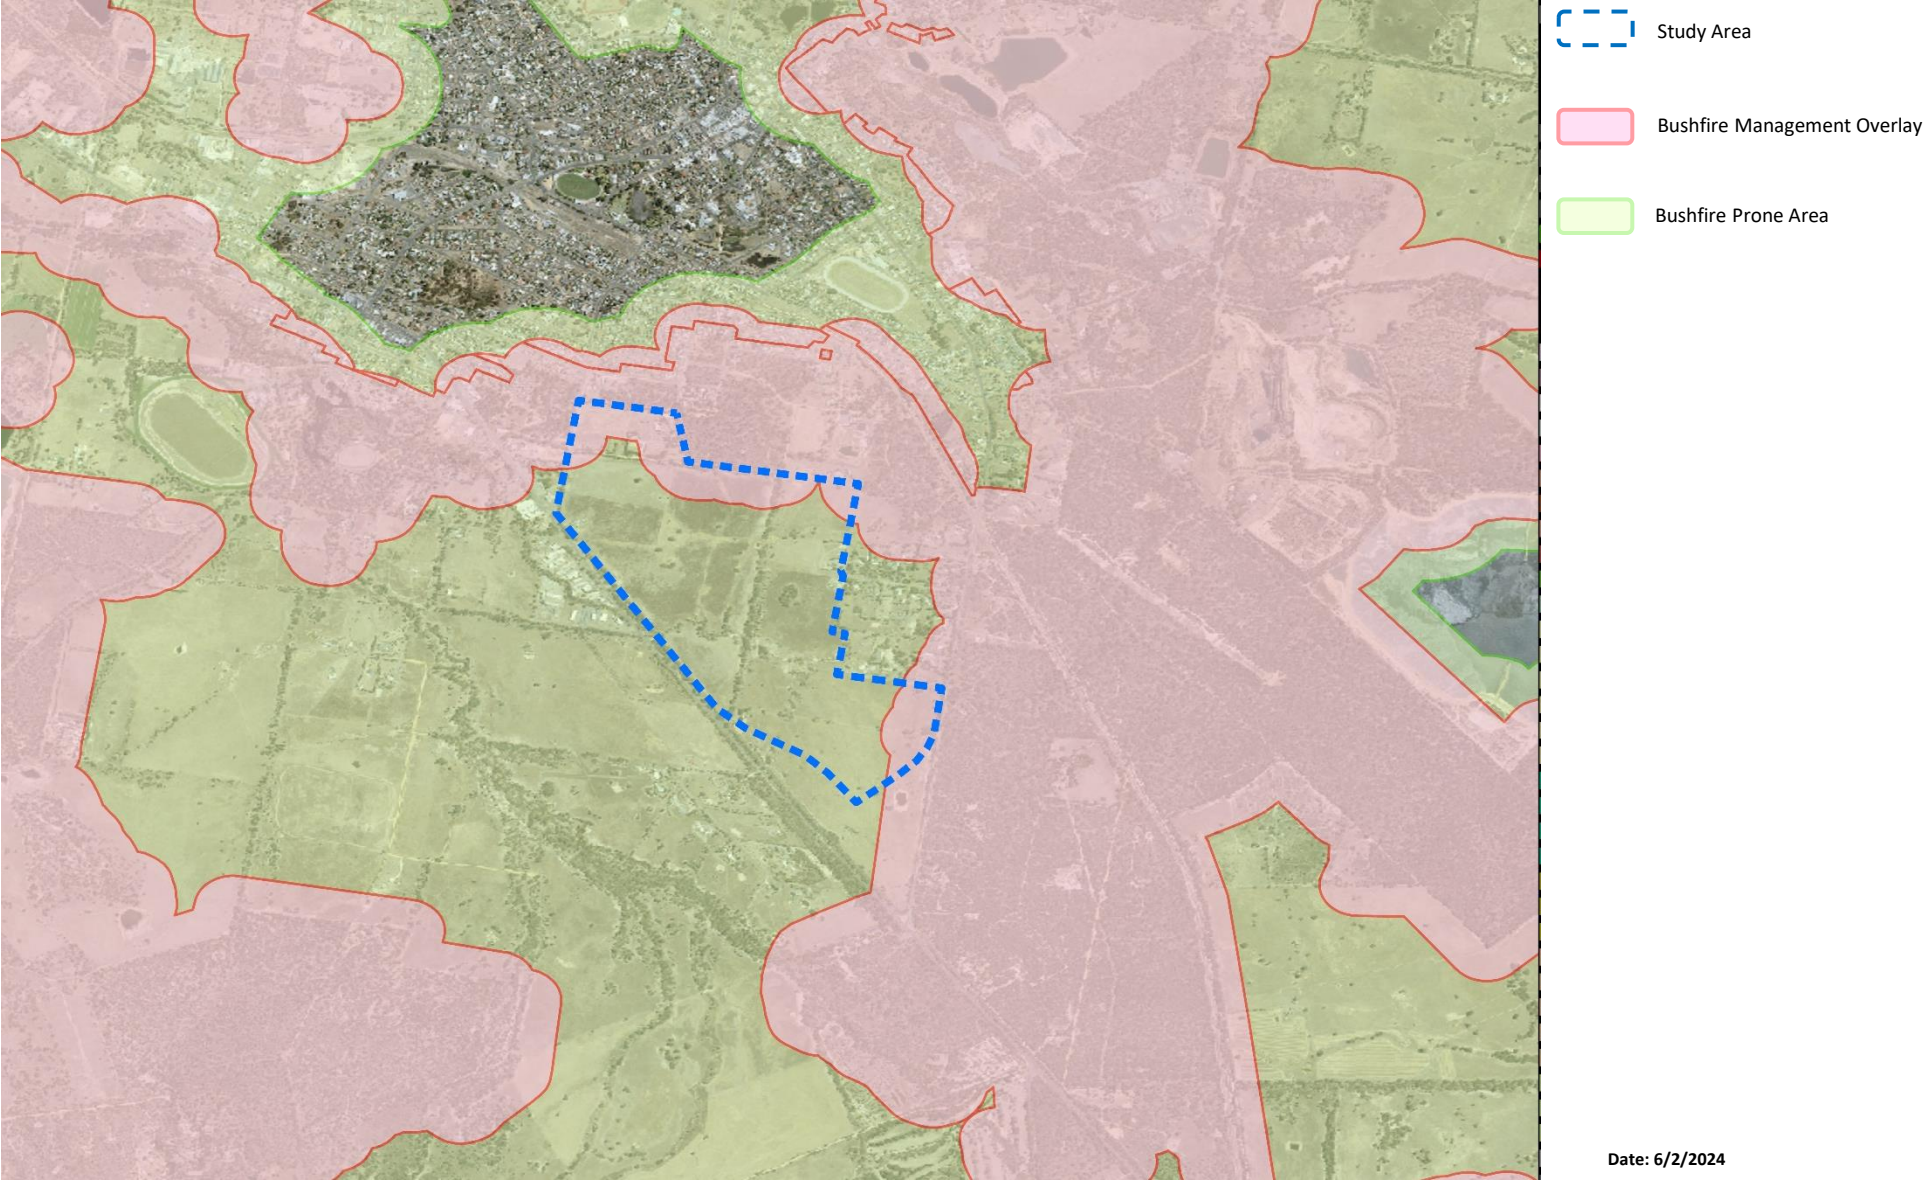 Study Area
Bushfire Management Overlay
Bushfire Prone Area
Date: 6/2/2024